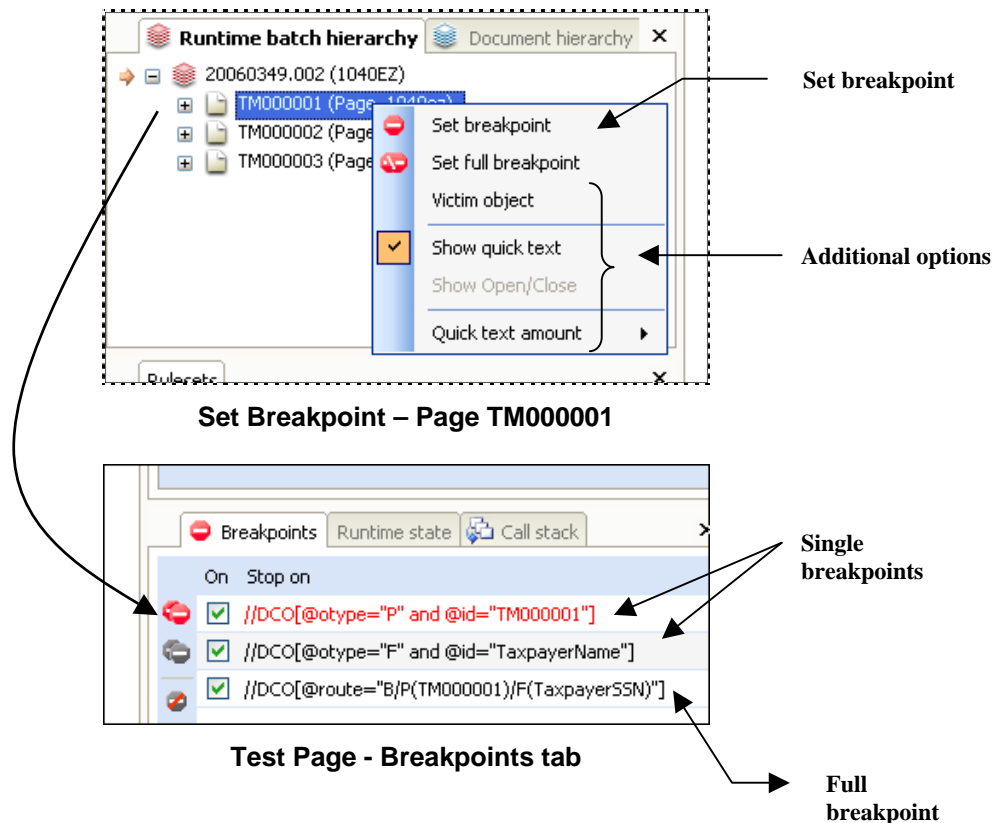 Runtime batch hierarchy Document hierarchy
20060349.002 (1040EZ)
TM000001 (Page
TM000002 (Page
TM000003 (Page
Set breakpoint
Set full breakpoint
Victim object
Show quick text
Show Open/Close
Quick text amount
Set breakpoint
Additional options
Rulesets
Set Breakpoint – Page TM000001
Breakpoints Runtime state Call stack
On Stop on
//DCO[@otype="P" and @id="TM000001"]
//DCO[@otype="F" and @id="TaxpayerName"]
//DCO[@route="B/P(TM000001)/F(TaxpayerSSN)"]
Single
breakpoints
Test Page - Breakpoints tab
Full
breakpoint